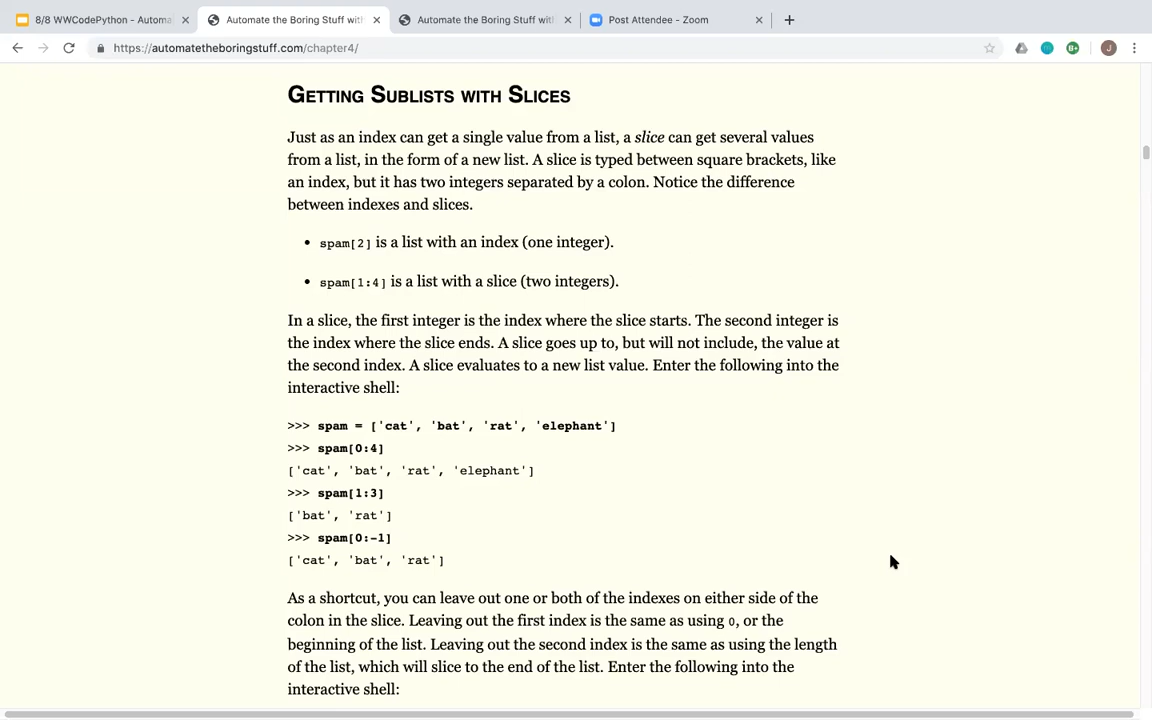 8/8 WWCodePython - Automa
Automate the Boring Stuff with
Automate the Boring Stuff with
Post Attendee - Zoom
https://automatetheboringstuff.com/chapter4/
6+
J
GETTING SUBLISTS WITH SLICES
Just as an index can get a single value from a list, a slice can get several values
from a list, in the form of a new list. A slice is typed between square brackets, like
an index, but it has two integers separated by a colon. Notice the difference
between indexes and slices.
• spam[2] is a list with an index (one integer).
• spam[1:4] is a list with a slice (two integers).
In a slice, the first integer is the index where the slice starts. The second integer is
the index where the slice ends. A slice goes up to, but will not include, the value at
the second index. A slice evaluates to a new list value. Enter the following into the
interactive shell:
>>> spam = ['cat', 'bat', 'rat', 'elephant']
>>> spam[0:4]
['cat', 'bat', 'rat', 'elephant']
>>> spam[1:3]
['bat', 'rat']
>>> spam[0:-1]
['cat', 'bat', 'rat']
As a shortcut, you can leave out one or both of the indexes on either side of the
colon in the slice. Leaving out the first index is the same as using 0, or the
beginning of the list. Leaving out the second index is the same as using the length
of the list, which will slice to the end of the list. Enter the following into the
interactive shell: